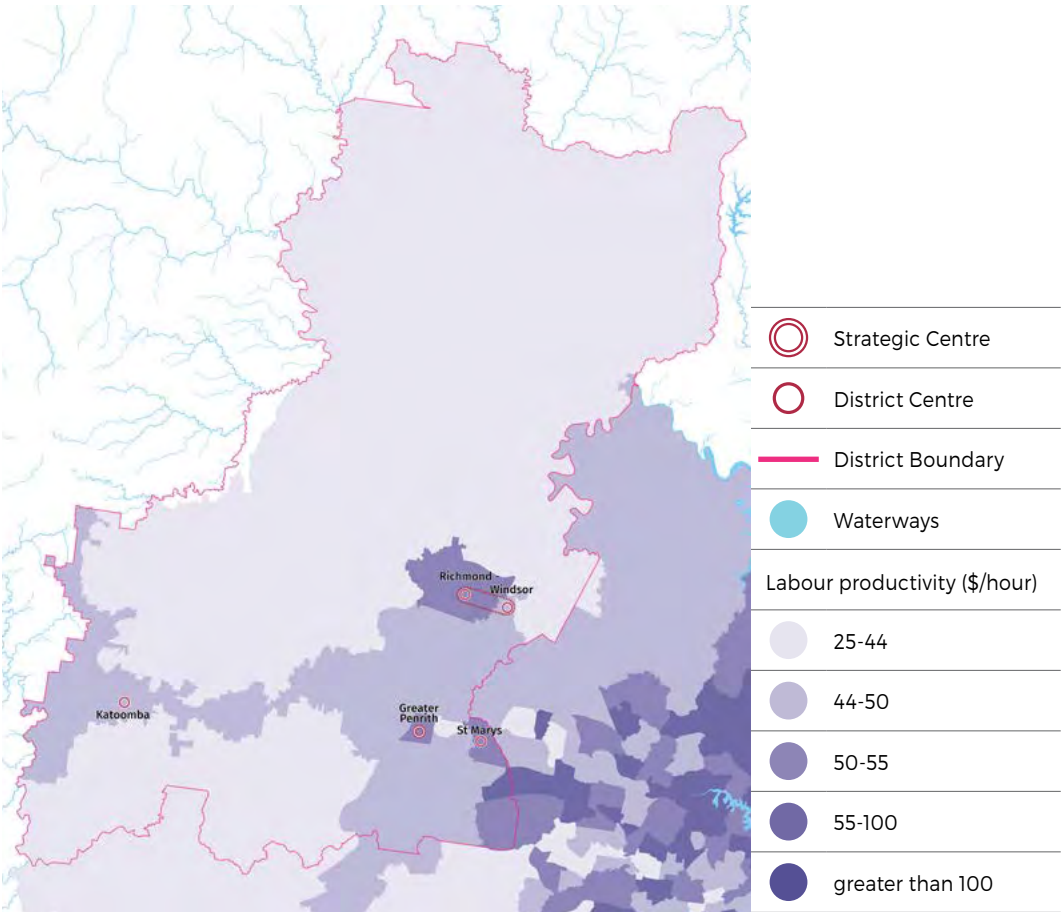 Richmond -
Windsor
Katoomba
Greater
Penrith
St Marys
Strategic Centre
District Centre
District Boundary
Waterways
Labour productivity ($/hour)
25-44
44-50
50-55
55-100
greater than 100